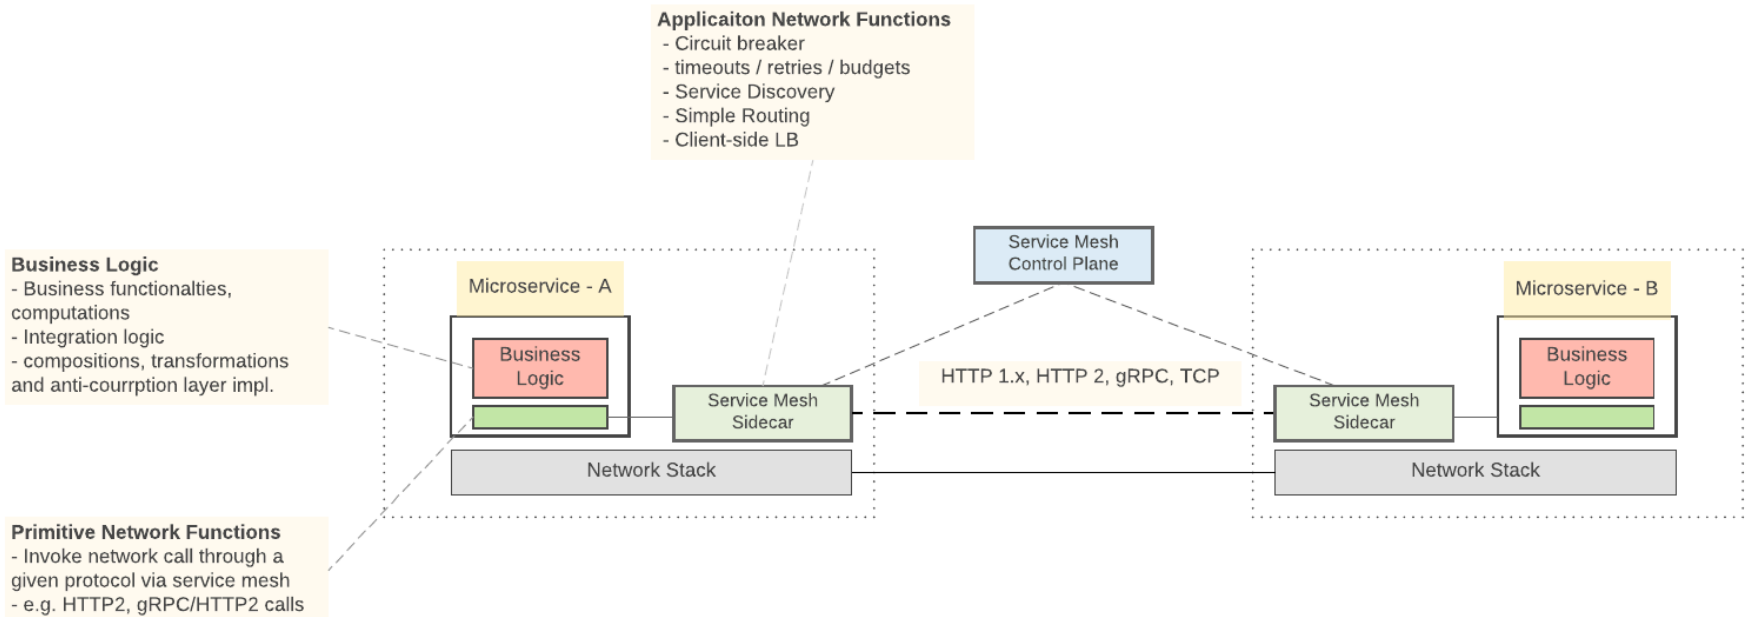 Applicaiton Network Functions
- Circuit breaker
- timeouts / retries / budgets
- Service Discovery
- Simple Routing
- Client-side LB
Business Logic
- Business functionalties,
computations
- Integration logic
- compositions, transformations
and anti-courrption layer impl.
Primitive Network Functions
- Invoke network call through a
given protocol via service mesh
- e.g. HTTP2, gRPC/HTTP2 calls
Microservice - A
Business
Logic
Service Mesh
Sidecar
Network Stack
Service Mesh
Control Plane
HTTP 1.x, HTTP 2, gRPC, TCP
Microservice - B
Business
Logic
Service Mesh
Sidecar
Network Stack